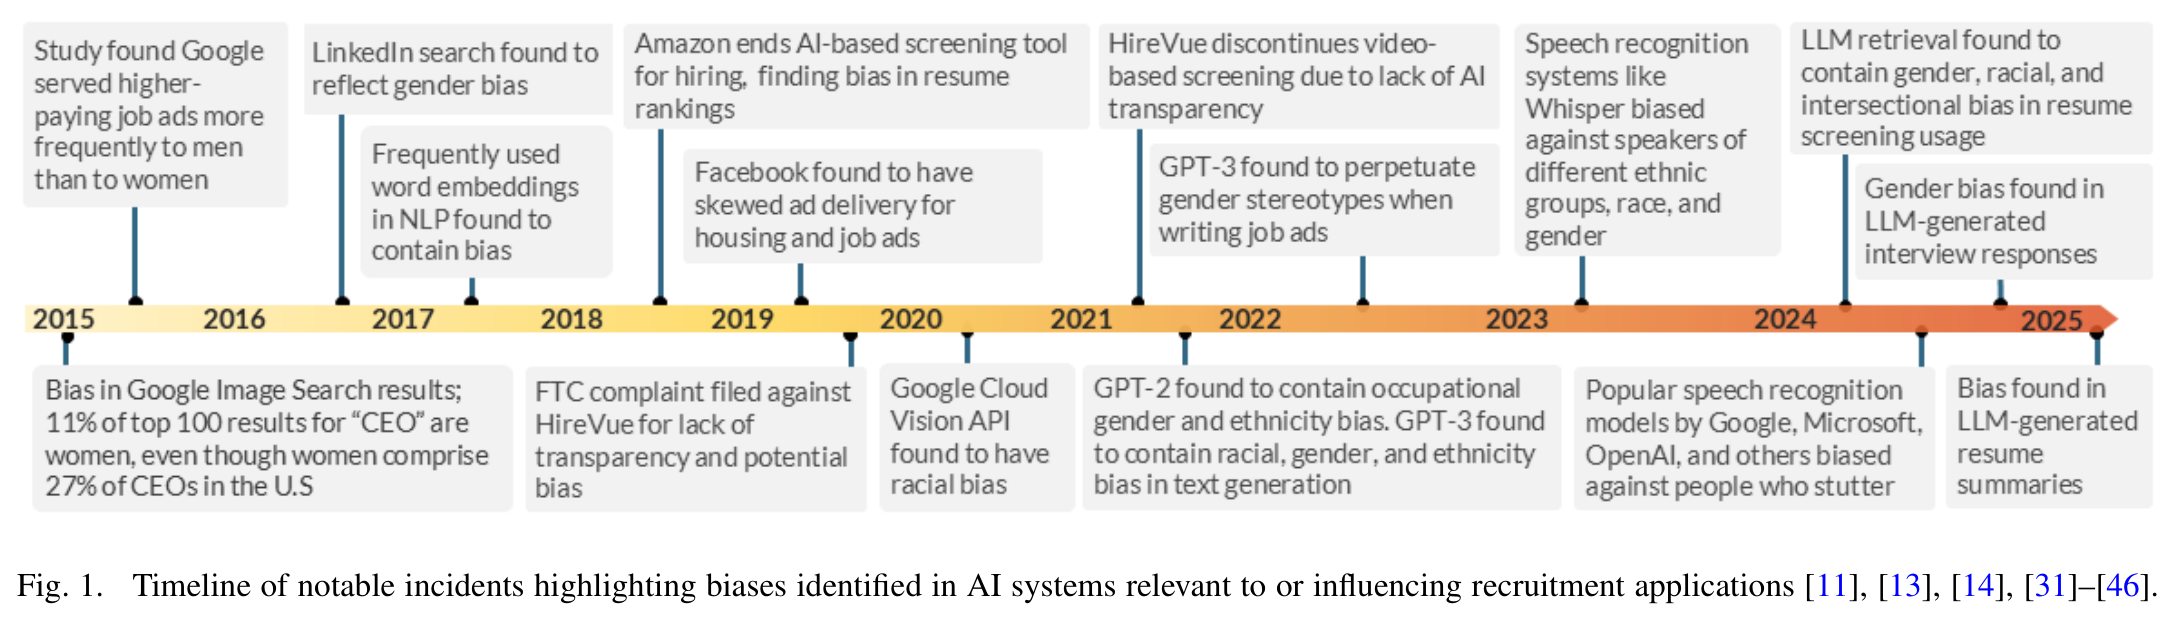 Study found Google
served higher-
paying job ads more
frequently to men
than to women
LinkedIn search found to
reflect gender bias
Frequently used
word embeddings
in NLP found to
contain bias
Amazon ends AI-based screening tool
for hiring, finding bias in resume
rankings
Facebook found to have
skewed ad delivery for
housing and job ads
HireVue discontinues video-
based screening due to lack of AI
transparency
GPT-3 found to perpetuate
gender stereotypes when
writing job ads
Speech recognition
systems like
Whisper biased
against speakers of
different ethnic
groups, race, and
gender
LLM retrieval found to
contain gender, racial, and
intersectional bias in resume
screening usage
Gender bias found in
LLM-generated
interview responses
2015 2016 2017 2018 2019 2020 2021 2022 2023 2024 2025
Bias in Google Image Search results;
11% of top 100 results for “CEO” are
women, even though women comprise
27% of CEOs in the U.S
FTC complaint filed against
HireVue for lack of
transparency and potential
bias
Google Cloud
Vision API
found to have
racial bias
GPT-2 found to contain occupational
gender and ethnicity bias. GPT-3 found
to contain racial, gender, and ethnicity
bias in text generation
Popular speech recognition
models by Google, Microsoft,
OpenAI, and others biased
against people who stutter
Bias found in
LLM-generated
resume
summaries
Fig. 1. Timeline of notable incidents highlighting biases identified in AI systems relevant to or influencing recruitment applications [11], [13], [14], [31]–[46].